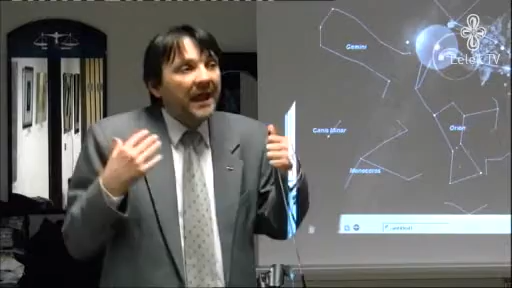 Gemini
Lelek TV
Canis Minor
Orion
Monoceros